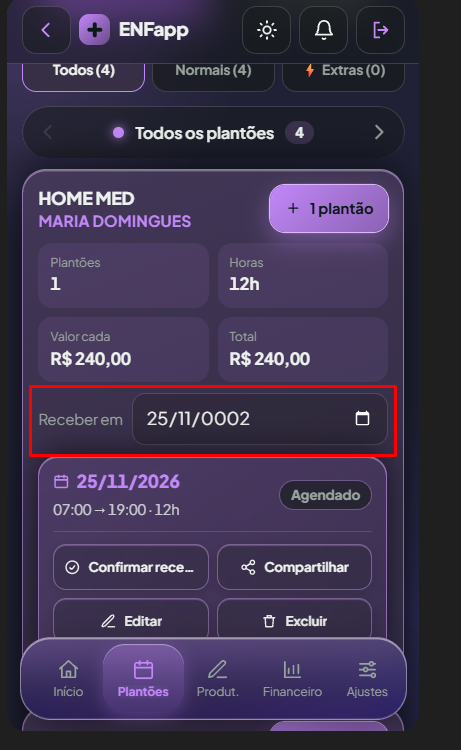 ENFapp
Todos (4) Normais (4) Extras (0)
Todos os plantões 4
HOME MED
MARIA DOMINGUES
+ 1 plantão
Plantões Horas
1 12h
Valor cada Total
R$ 240,00 R$ 240,00
Receber em 25/11/0002
25/11/2026
07:00→19:00 · 12h
Agendado
Confirmar rece... Compartilhar
Editar Excluir
Início Plantões Produt. Financeiro Ajustes